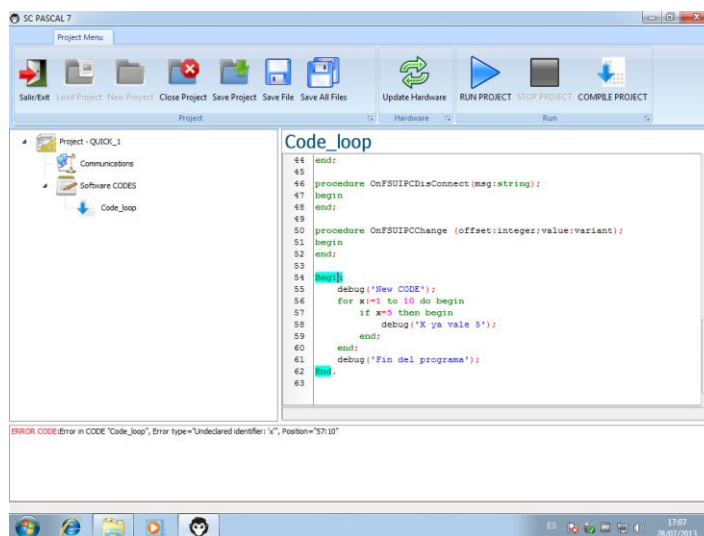 SC PASCAL 7
Project Menu
Salir/Exit Load Project New Proyect Close Project Save Project Save File Save All Files Update Hardware RUN PROJECT STOP PROJECT COMPILE PROJECT
Project Hardware Run
Project - QUICK_1
Communications
Software CODES
Code_loop
Code_loop
44 end;
45
46 procedure OnFSUIPCDisConnect(msg:string);
47 begin
48 end;
49
50 procedure OnFSUIPCChange (offset:integer;value:variant);
51 begin
52 end;
53
54 Begin
55 debug('New CODE');
56 for x:=1 to 10 do begin
57 if x=5 then begin
58 debug('X ya vale 5');
59 end;
60 end;
61 debug('Fin del programa');
62 End.
63
ERROR CODE:Error in CODE "Code_loop", Error type="Undeclared identifier: 'x'", Position="57:10"
ES 17:07
28/07/2013